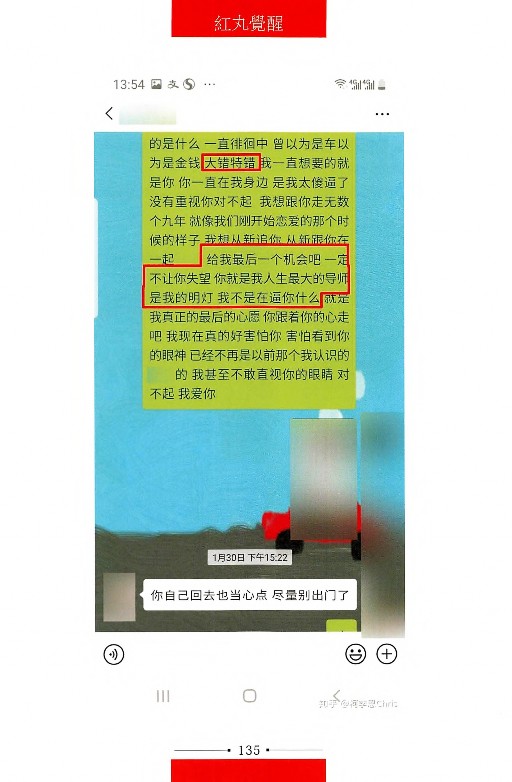 紅丸覺醒
13:54
的是什么 一直徘徊中 曾以为是车以
为是金钱 大错特错 我一直想要的就
是你 你一直在我身边 是我太傻逼了
没有重视你对不起 我想跟你走无数
个九年 就像我们刚开始恋爱的那个时
候的样子 我想从新追你 从新跟你在
一起 给我最后一个机会吧 一定
不让你失望 你就是我人生最大的导师
是我的明灯 我不是在逼你什么 就是
我真正的最后的心愿 你跟着你的心走
吧 我现在真的好害怕你 害怕看到你
的眼神 已经不再是以前那个我认识的
的 我甚至不敢直视你的眼睛 对
不起 我爱你
1月30日 下午15:22
你自己回去也当心点 尽量别出门了
135